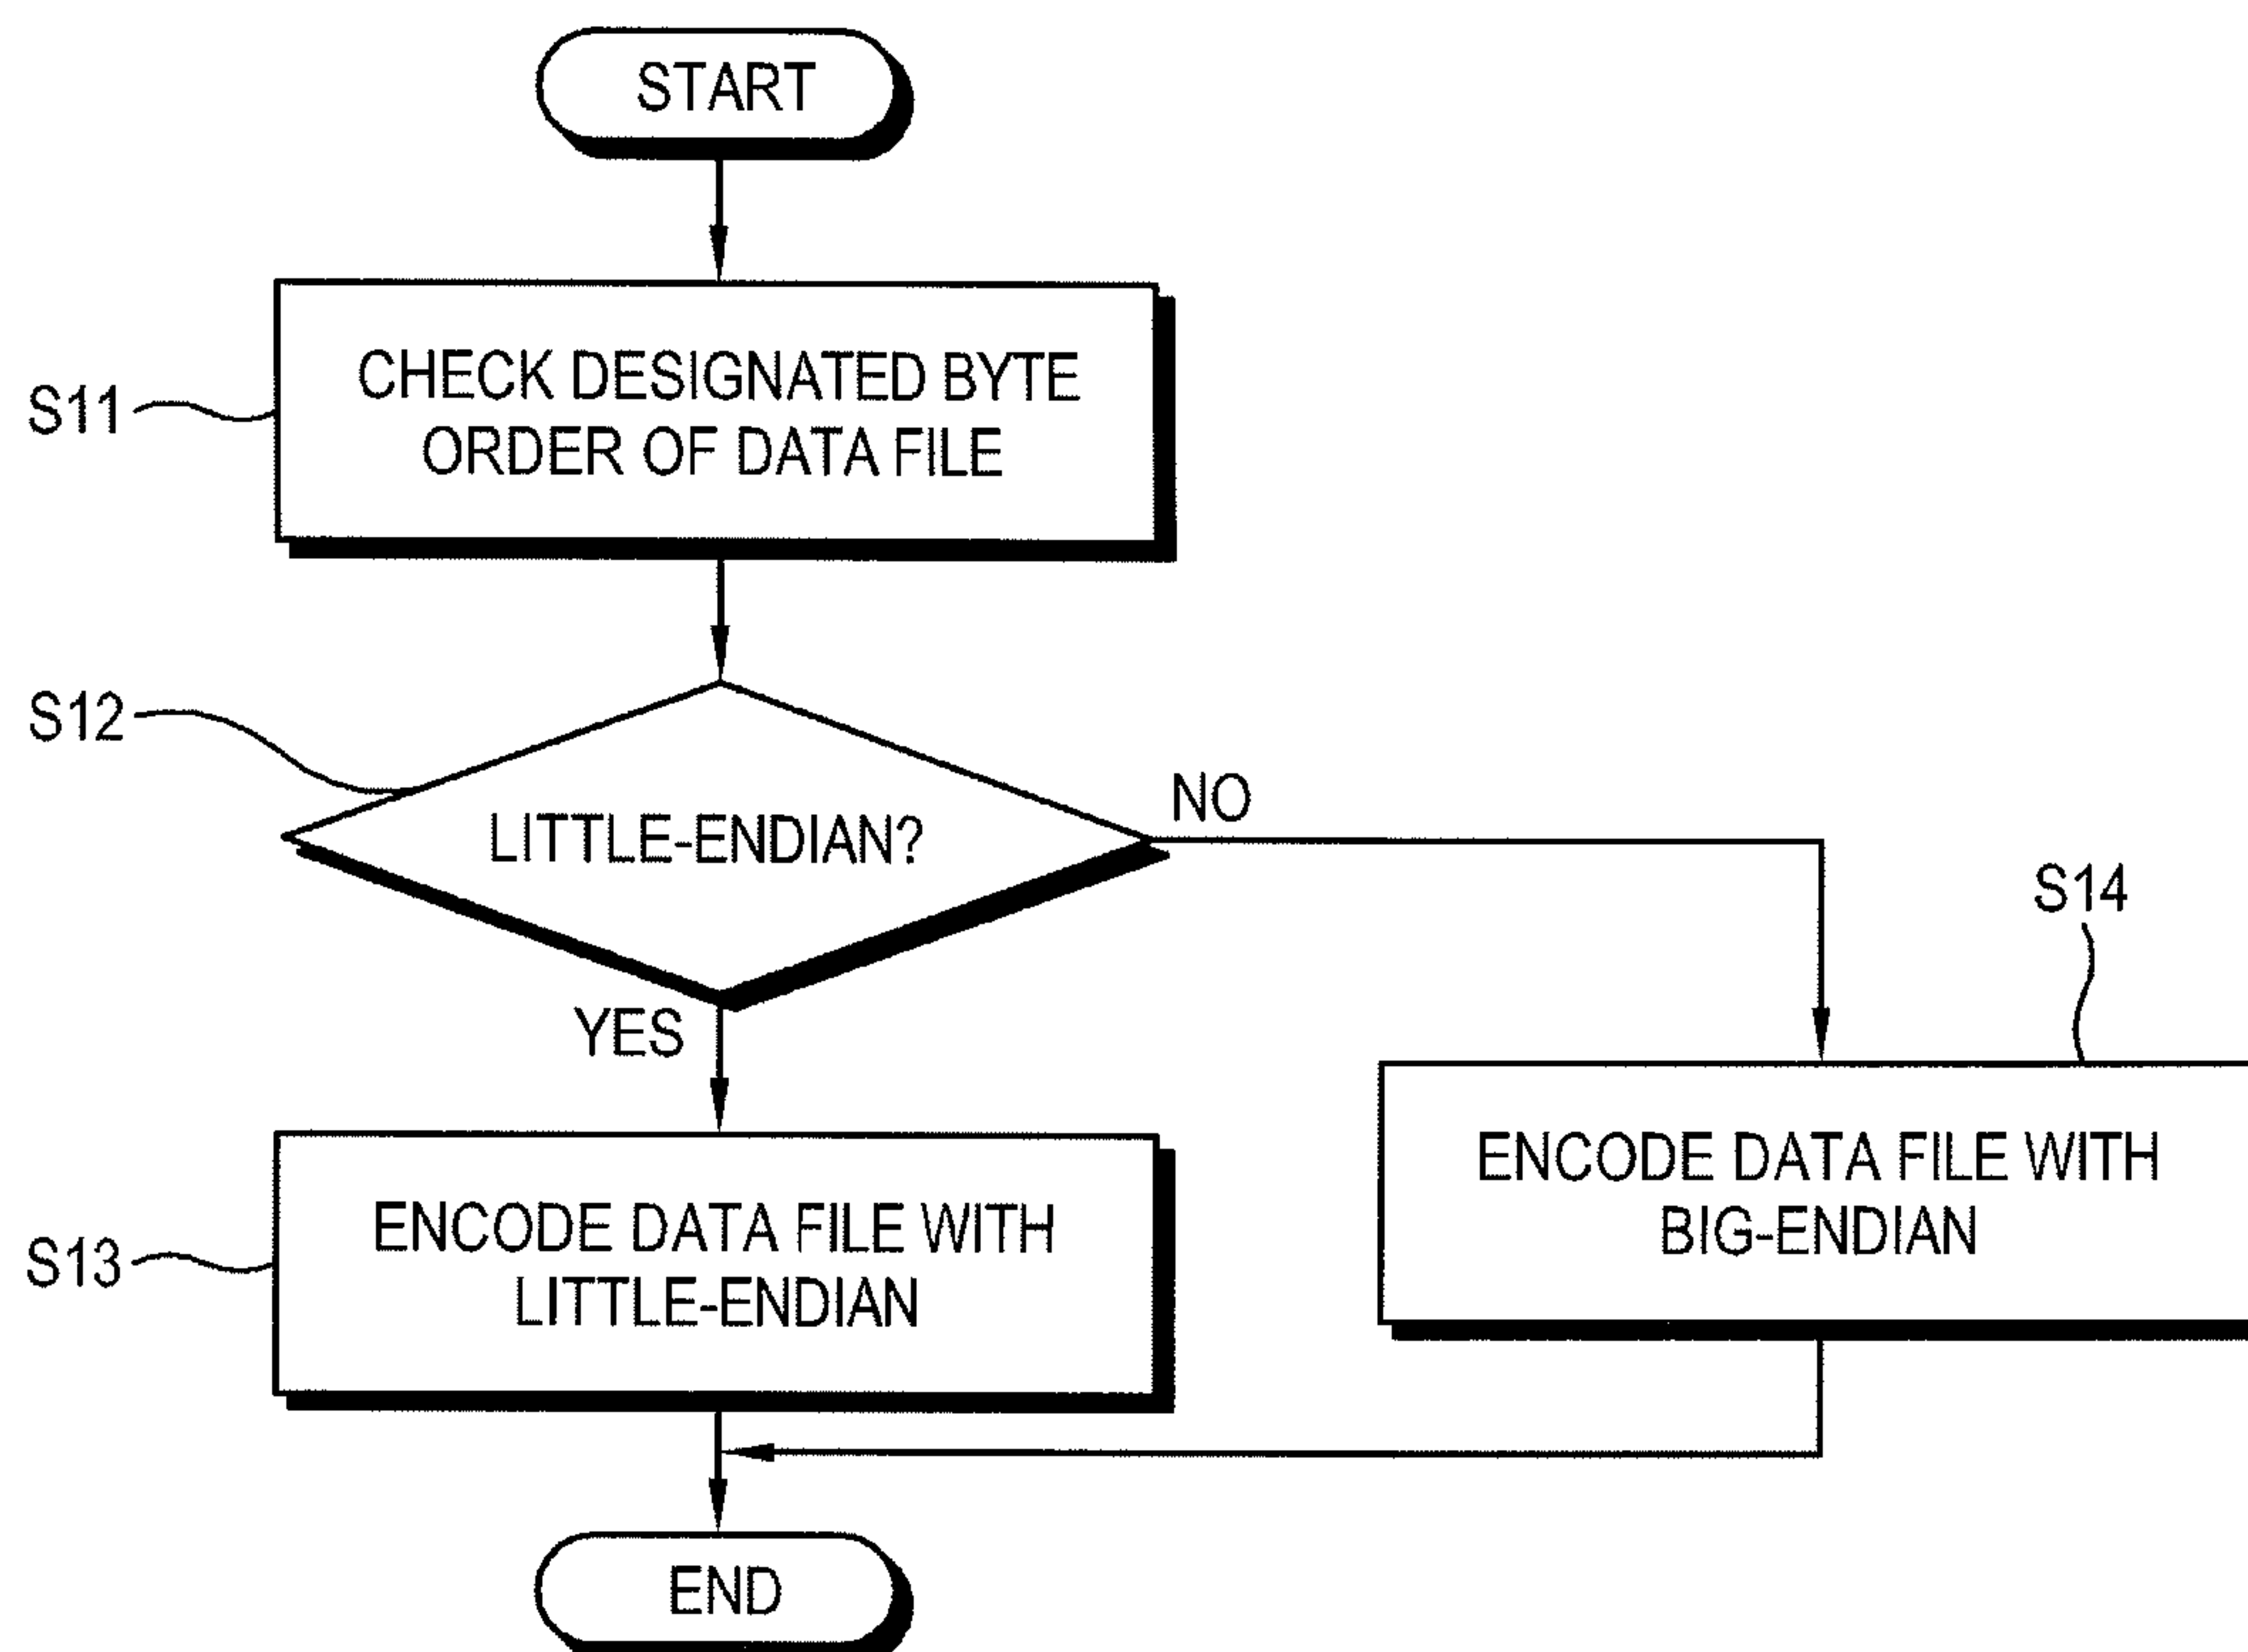 START
S11
CHECK DESIGNATED BYTE
ORDER OF DATA FILE
S12
LITTLE-ENDIAN?
NO
YES
S14
ENCODE DATA FILE WITH
BIG-ENDIAN
S13
ENCODE DATA FILE WITH
LITTLE-ENDIAN
END